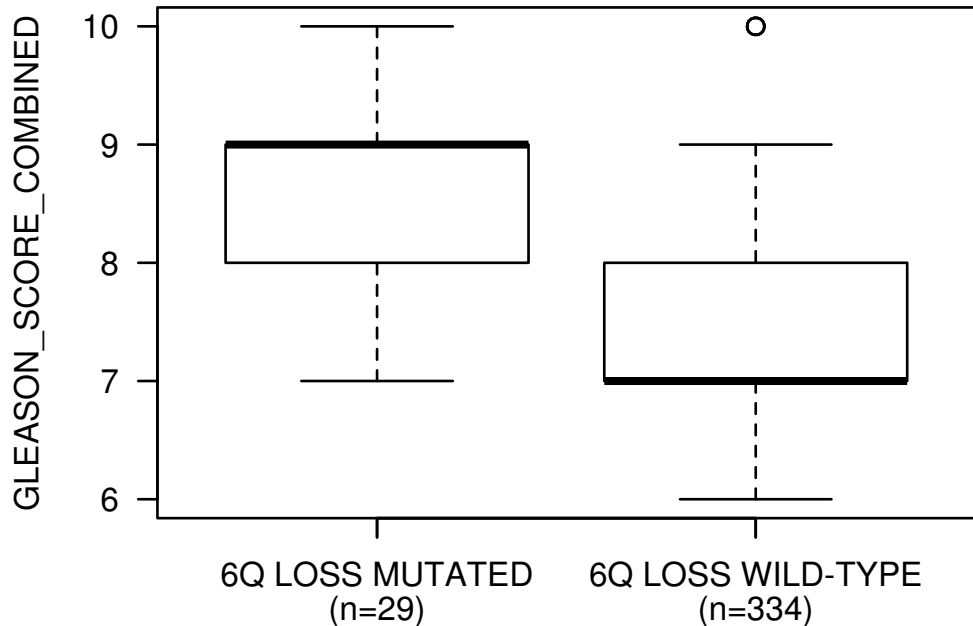 GLEASON_SCORE_COMBINED
10
9
8
7
6
6Q LOSS MUTATED
(n=29)
6Q LOSS WILD-TYPE
(n=334)